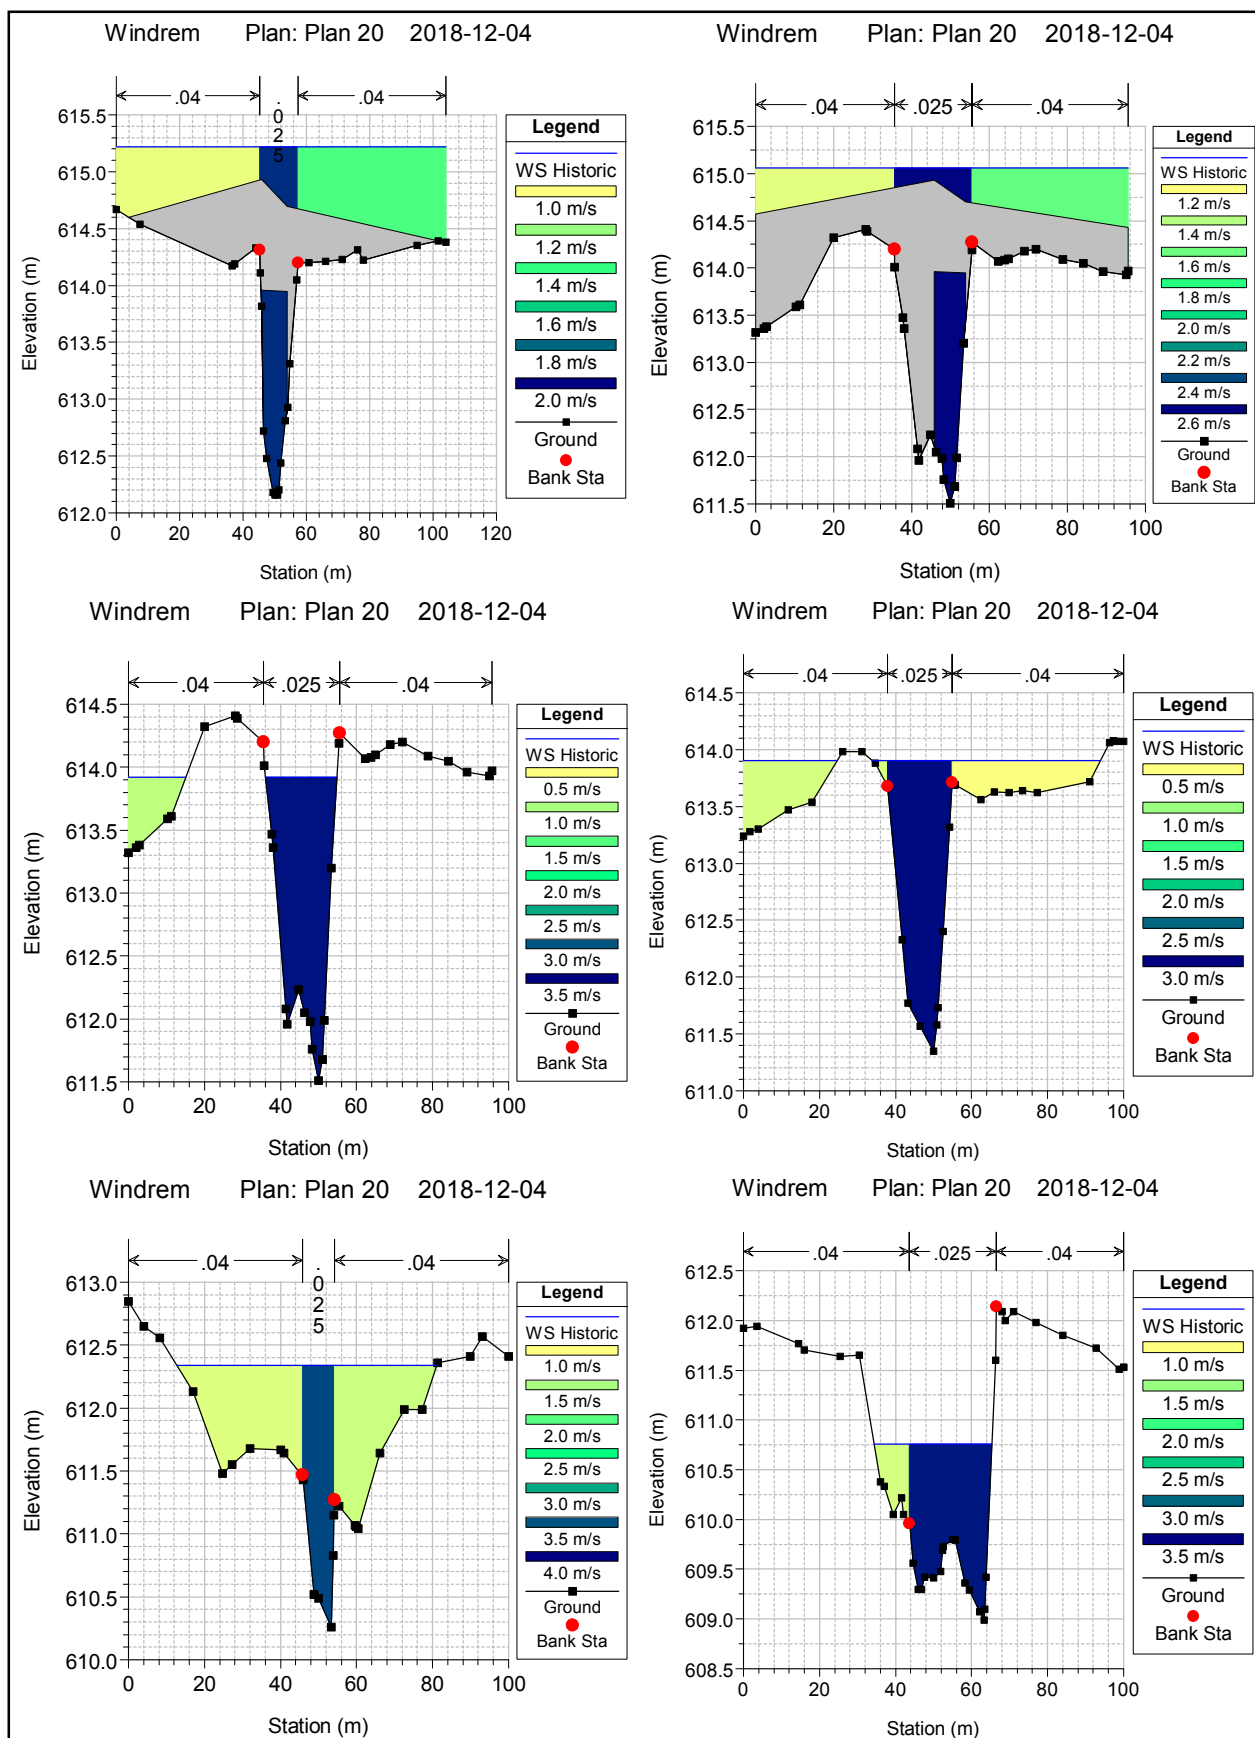 Windrem Plan: Plan 20 2018-12-04
.04 .025 .04
615.5
615.0
614.5
614.0
613.5
613.0
612.5
612.0
Elevation (m)
0 20 40 60 80 100 120
Station (m)
Legend
WS Historic
1.0 m/s
1.2 m/s
1.4 m/s
1.6 m/s
1.8 m/s
2.0 m/s
Ground
Bank Sta
Windrem Plan: Plan 20 2018-12-04
.04 .025 .04
615.5
615.0
614.5
614.0
613.5
613.0
612.5
612.0
611.5
Elevation (m)
0 20 40 60 80 100
Station (m)
Legend
WS Historic
1.2 m/s
1.4 m/s
1.6 m/s
1.8 m/s
2.0 m/s
2.2 m/s
2.4 m/s
2.6 m/s
Ground
Bank Sta
Windrem Plan: Plan 20 2018-12-04
.04 .025 .04
614.5
614.0
613.5
613.0
612.5
612.0
611.5
Elevation (m)
0 20 40 60 80 100
Station (m)
Legend
WS Historic
0.5 m/s
1.0 m/s
1.5 m/s
2.0 m/s
2.5 m/s
3.0 m/s
3.5 m/s
Ground
Bank Sta
Windrem Plan: Plan 20 2018-12-04
.04 .025 .04
614.5
614.0
613.5
613.0
612.5
612.0
611.5
611.0
Elevation (m)
0 20 40 60 80 100
Station (m)
Legend
WS Historic
0.5 m/s
1.0 m/s
1.5 m/s
2.0 m/s
2.5 m/s
3.0 m/s
Ground
Bank Sta
Windrem Plan: Plan 20 2018-12-04
.04 .025 .04
613.0
612.5
612.0
611.5
611.0
610.5
610.0
Elevation (m)
0 20 40 60 80 100
Station (m)
Legend
WS Historic
1.0 m/s
1.5 m/s
2.0 m/s
2.5 m/s
3.0 m/s
3.5 m/s
4.0 m/s
Ground
Bank Sta
Windrem Plan: Plan 20 2018-12-04
.04 .025 .04
612.5
612.0
611.5
611.0
610.5
610.0
609.5
609.0
608.5
Elevation (m)
0 20 40 60 80 100
Station (m)
Legend
WS Historic
1.0 m/s
1.5 m/s
2.0 m/s
2.5 m/s
3.0 m/s
3.5 m/s
Ground
Bank Sta